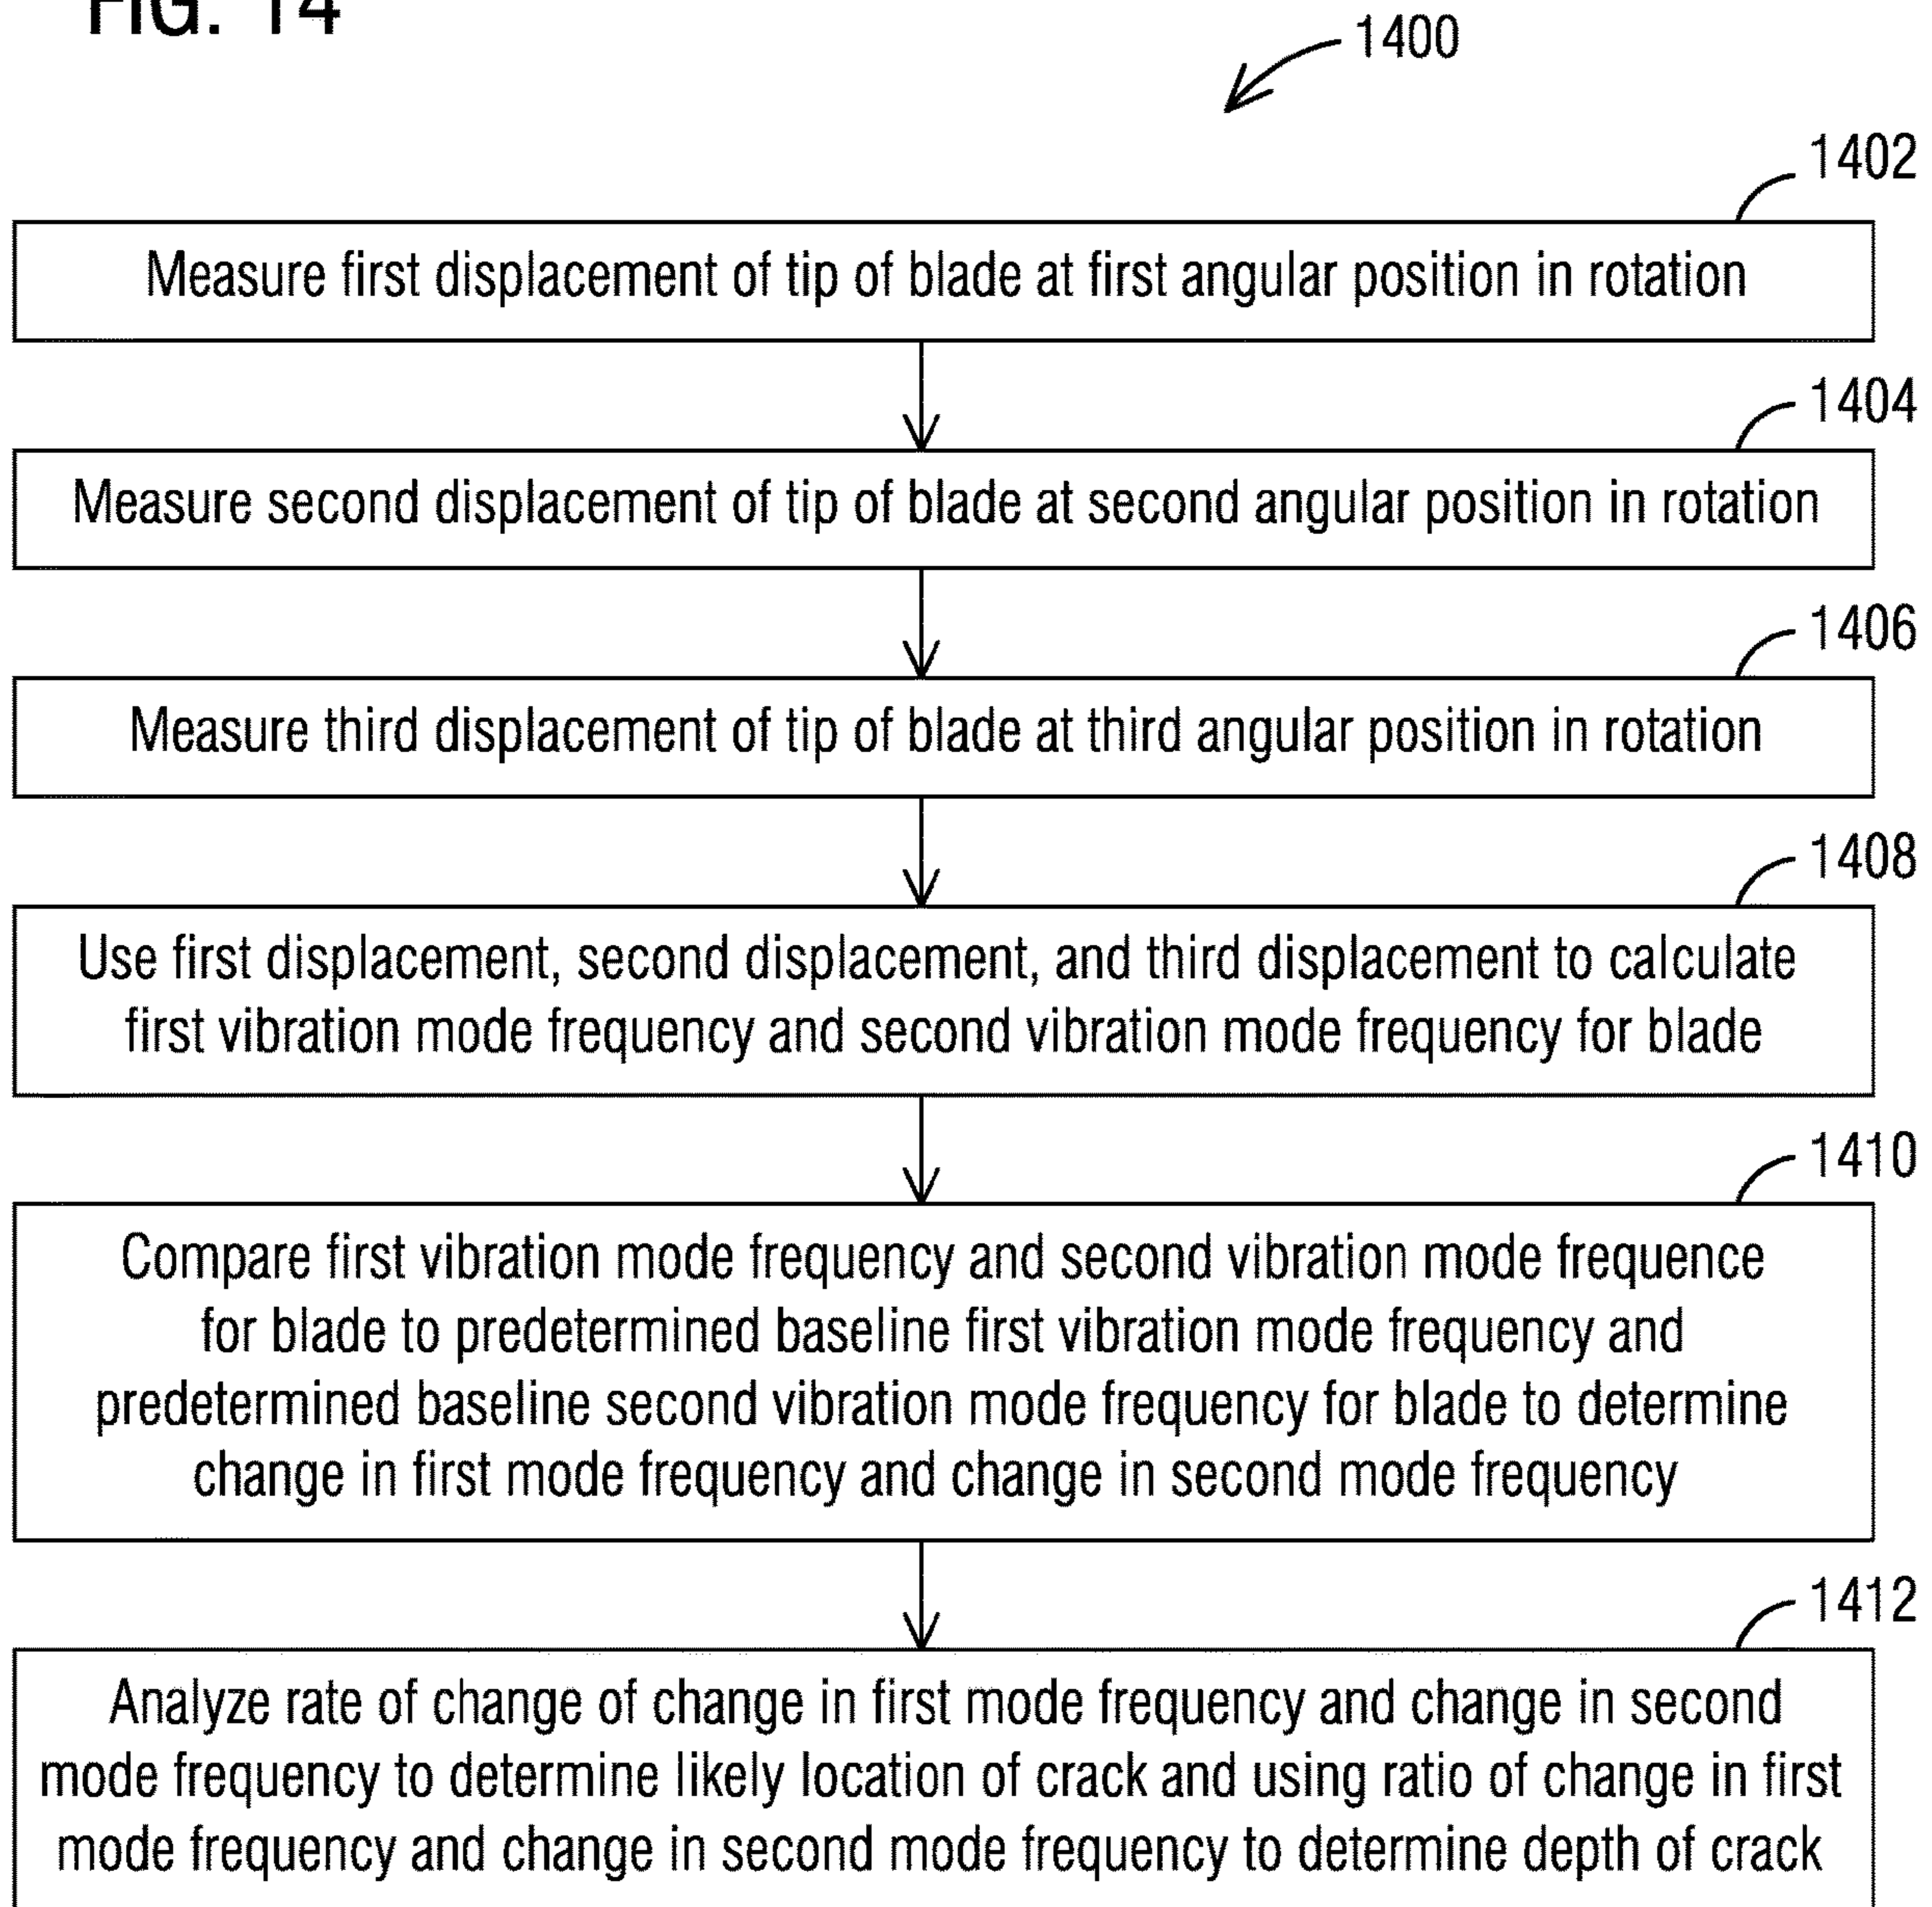 FIG. 14
1400
1402
Measure first displacement of tip of blade at first angular position in rotation
1404
Measure second displacement of tip of blade at second angular position in rotation
1406
Measure third displacement of tip of blade at third angular position in rotation
1408
Use first displacement, second displacement, and third displacement to calculate
first vibration mode frequency and second vibration mode frequency for blade
1410
Compare first vibration mode frequency and second vibration mode frequence
for blade to predetermined baseline first vibration mode frequency and
predetermined baseline second vibration mode frequency for blade to determine
change in first mode frequency and change in second mode frequency
1412
Analyze rate of change of change in first mode frequency and change in second
mode frequency to determine likely location of crack and using ratio of change in first
mode frequency and change in second mode frequency to determine depth of crack